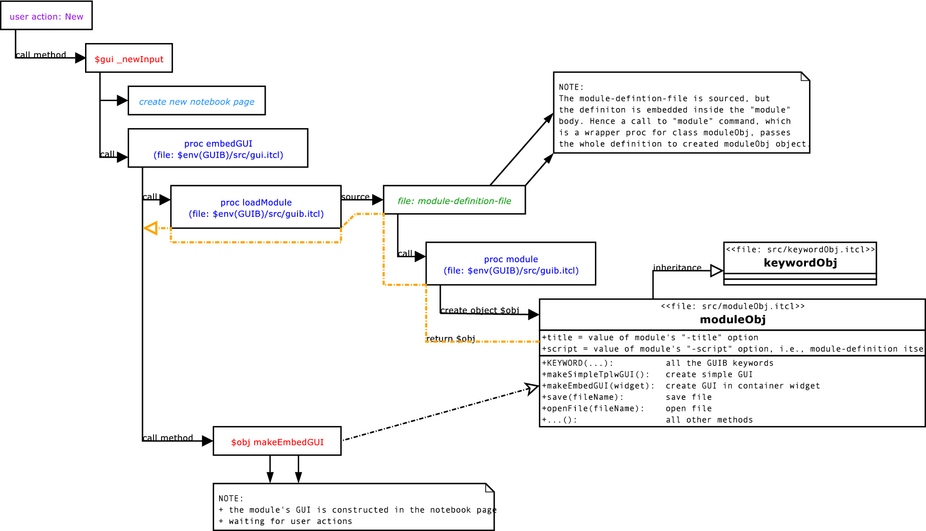 user action: New
call method
$gui _newInput
create new notebook page
call
proc embedGUI
(file: $env(GUIB)/src/gui.itcl)
NOTE:
The module-defintion-file is sourced, but
the definiton is embedded inside the "module"
body. Hence a call to "module" command, which
is a wrapper proc for class moduleObj, passes
the whole definition to created moduleObj object.
call
proc loadModule
(file: $env(GUIB)/src/guib.itcl)
source
file: module-definition-file
call
proc module
(file: $env(GUIB)/src/guib.itcl)
<<file: src/keywordObj.itcl>>
keywordObj
inheritance
create object $obj
return $obj
<<file: src/moduleObj.itcl>>
moduleObj
+title = value of module's "-title" option
+script = value of module's "-script" option, i.e., module-definition itse
+KEYWORD(...): all the GUIB keywords
+makeSimpleTplwGUI(): create simple GUI
+makeEmbedGUI(widget): create GUI in container widget
+save(fileName): save file
+openFile(fileName): open file
+...(): all other methods
call method
$obj makeEmbedGUI
NOTE:
+ the module's GUI is constructed in the notebook page
+ waiting for user actions